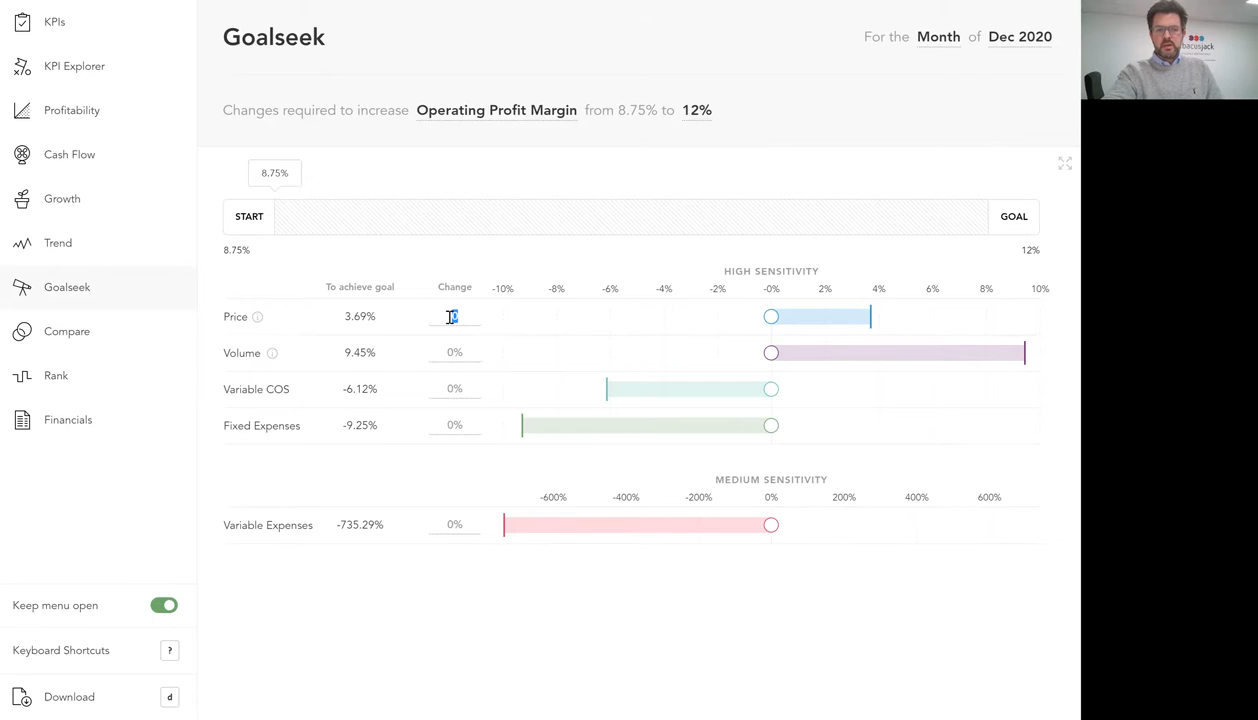 KPIs
KPI Explorer
Profitability
Cash Flow
Growth
Trend
Goalseek
Compare
Rank
Financials
Keep menu open
Keyboard Shortcuts ?
Download d
Goalseek
For the Month of Dec 2020
Changes required to increase Operating Profit Margin from 8.75% to 12%
8.75%
START GOAL
8.75% 12%
HIGH SENSITIVITY
To achieve goal Change -10% -8% -6% -4% -2% -0% 2% 4% 6% 8% 10%
Price 3.69% 0
Volume 9.45% 0%
Variable COS -6.12% 0%
Fixed Expenses -9.25% 0%
MEDIUM SENSITIVITY
-600% -400% -200% 0% 200% 400% 600%
Variable Expenses -735.29% 0%
bacusjack